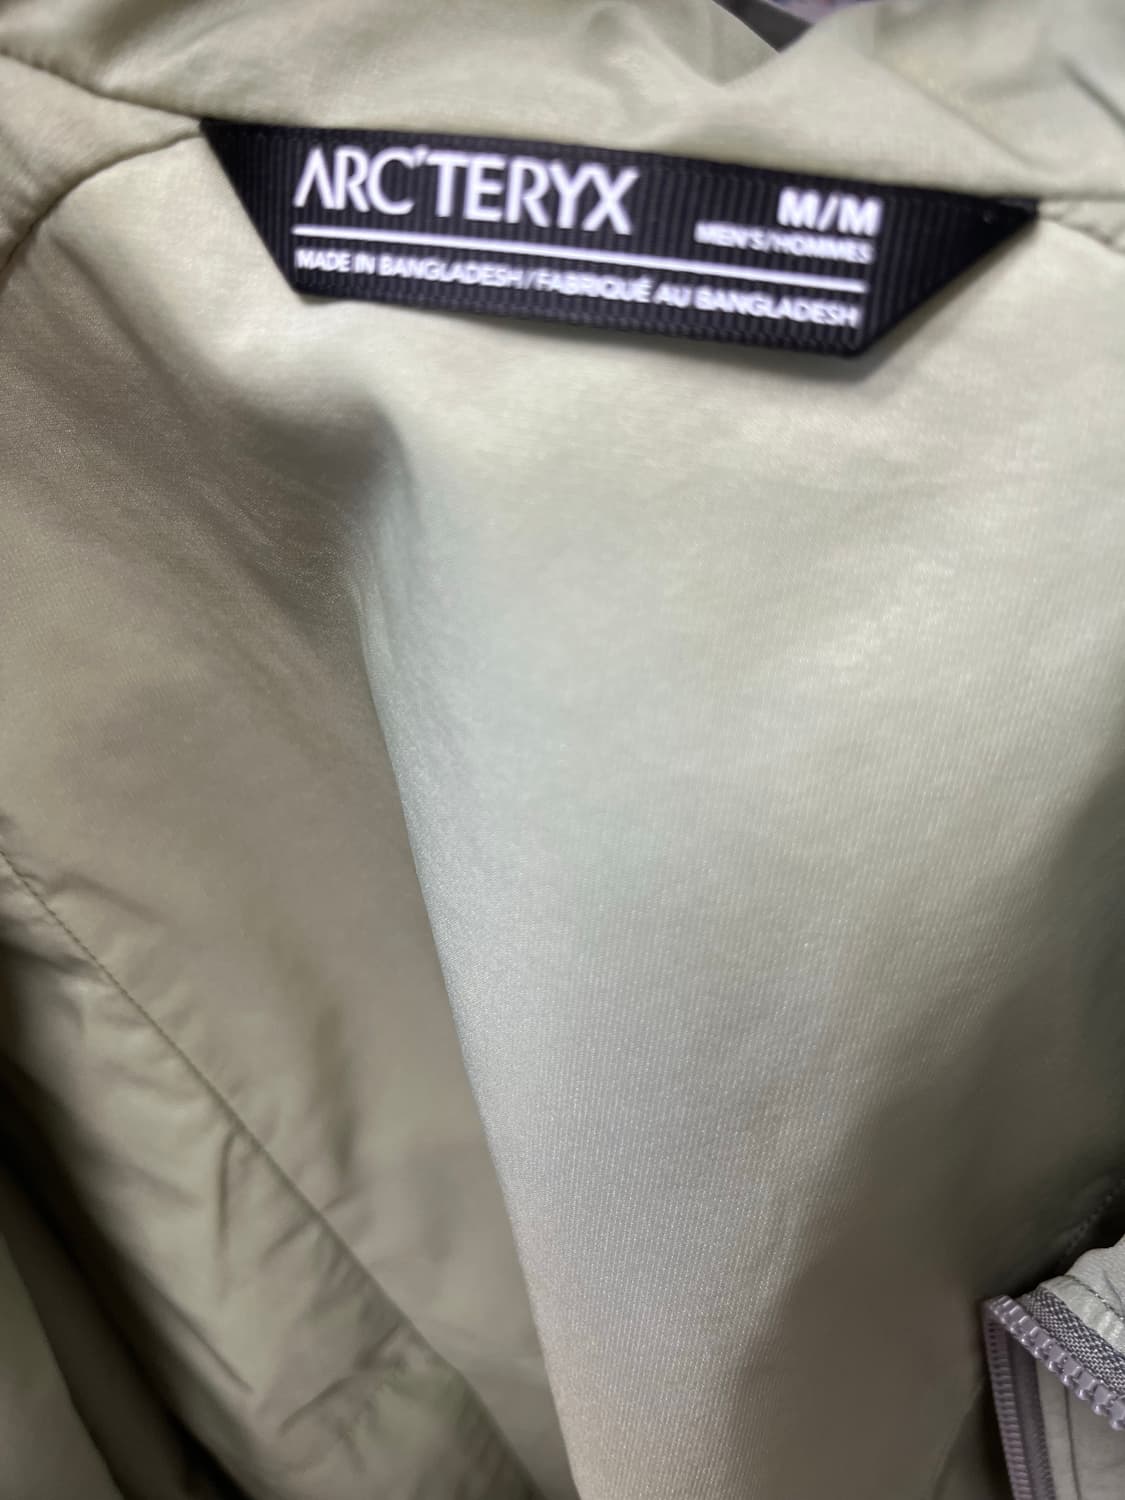 ARC'TERYX
M/M
MEN'S/HOMMES
MADE IN BANGLADESH / FABRIQUÉ AU BANGLADESH